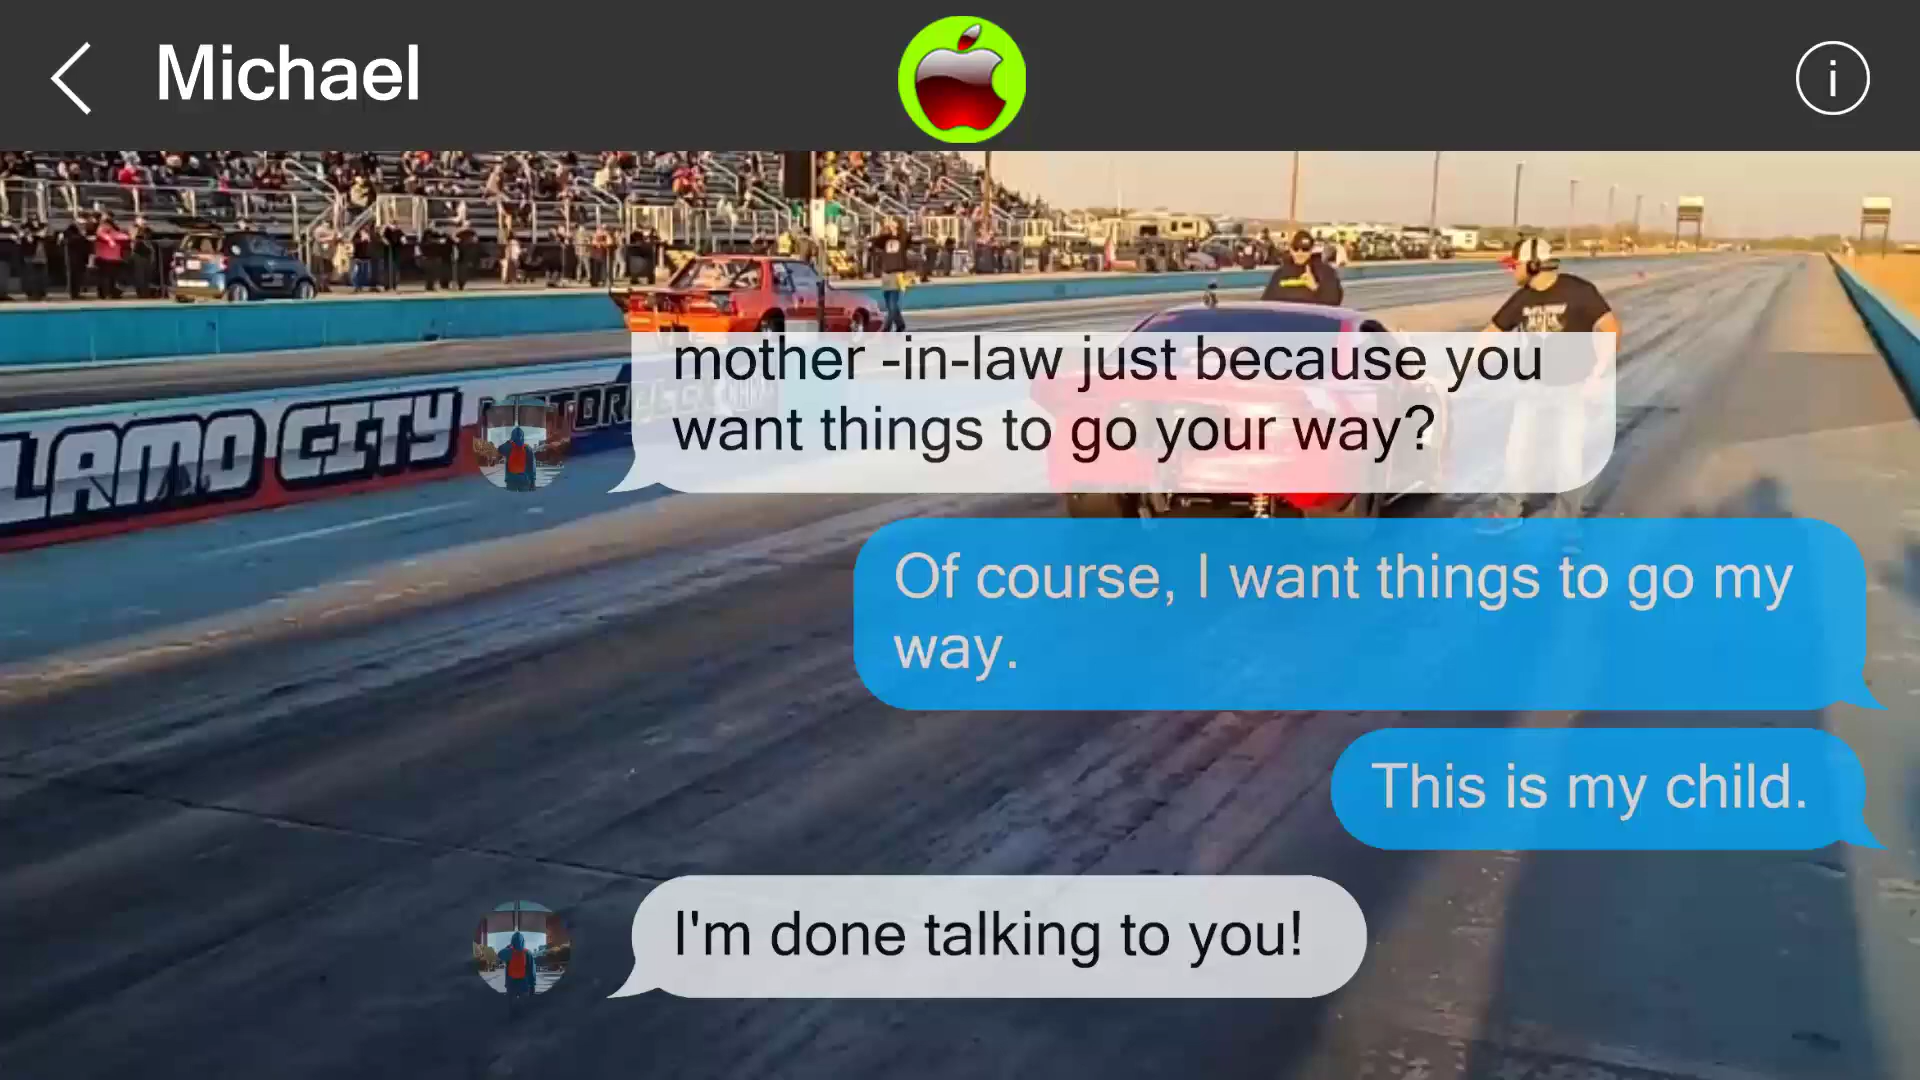 Michael
i
mother -in-law just because you
want things to go your way?
LAMO CITY
Of course, I want things to go my
way.
This is my child.
I'm done talking to you!